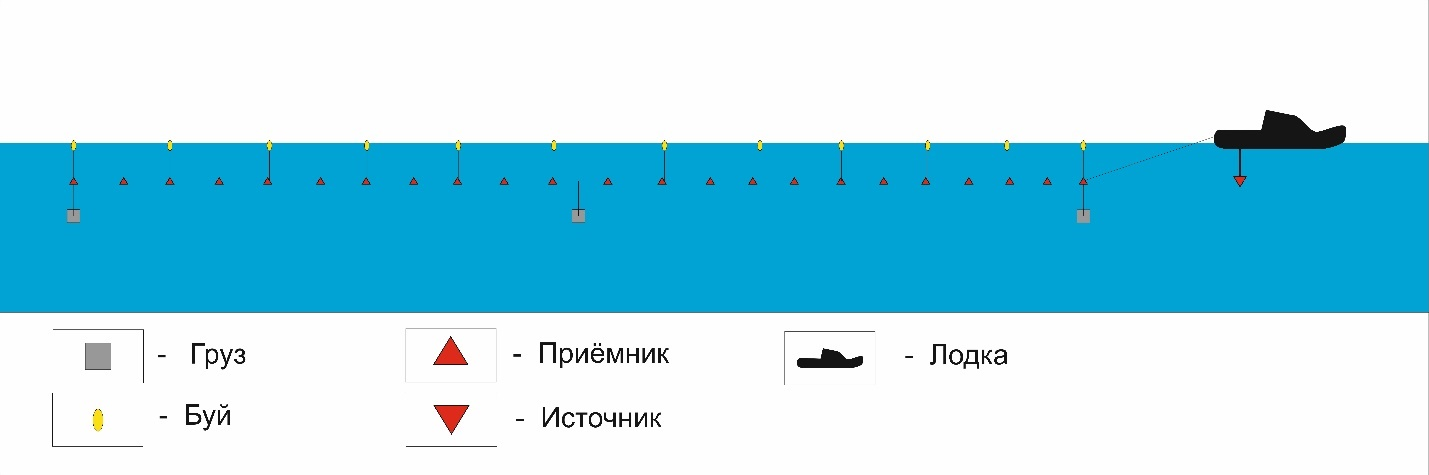 - Груз
- Приёмник
- Лодка
- Буй
- Источник